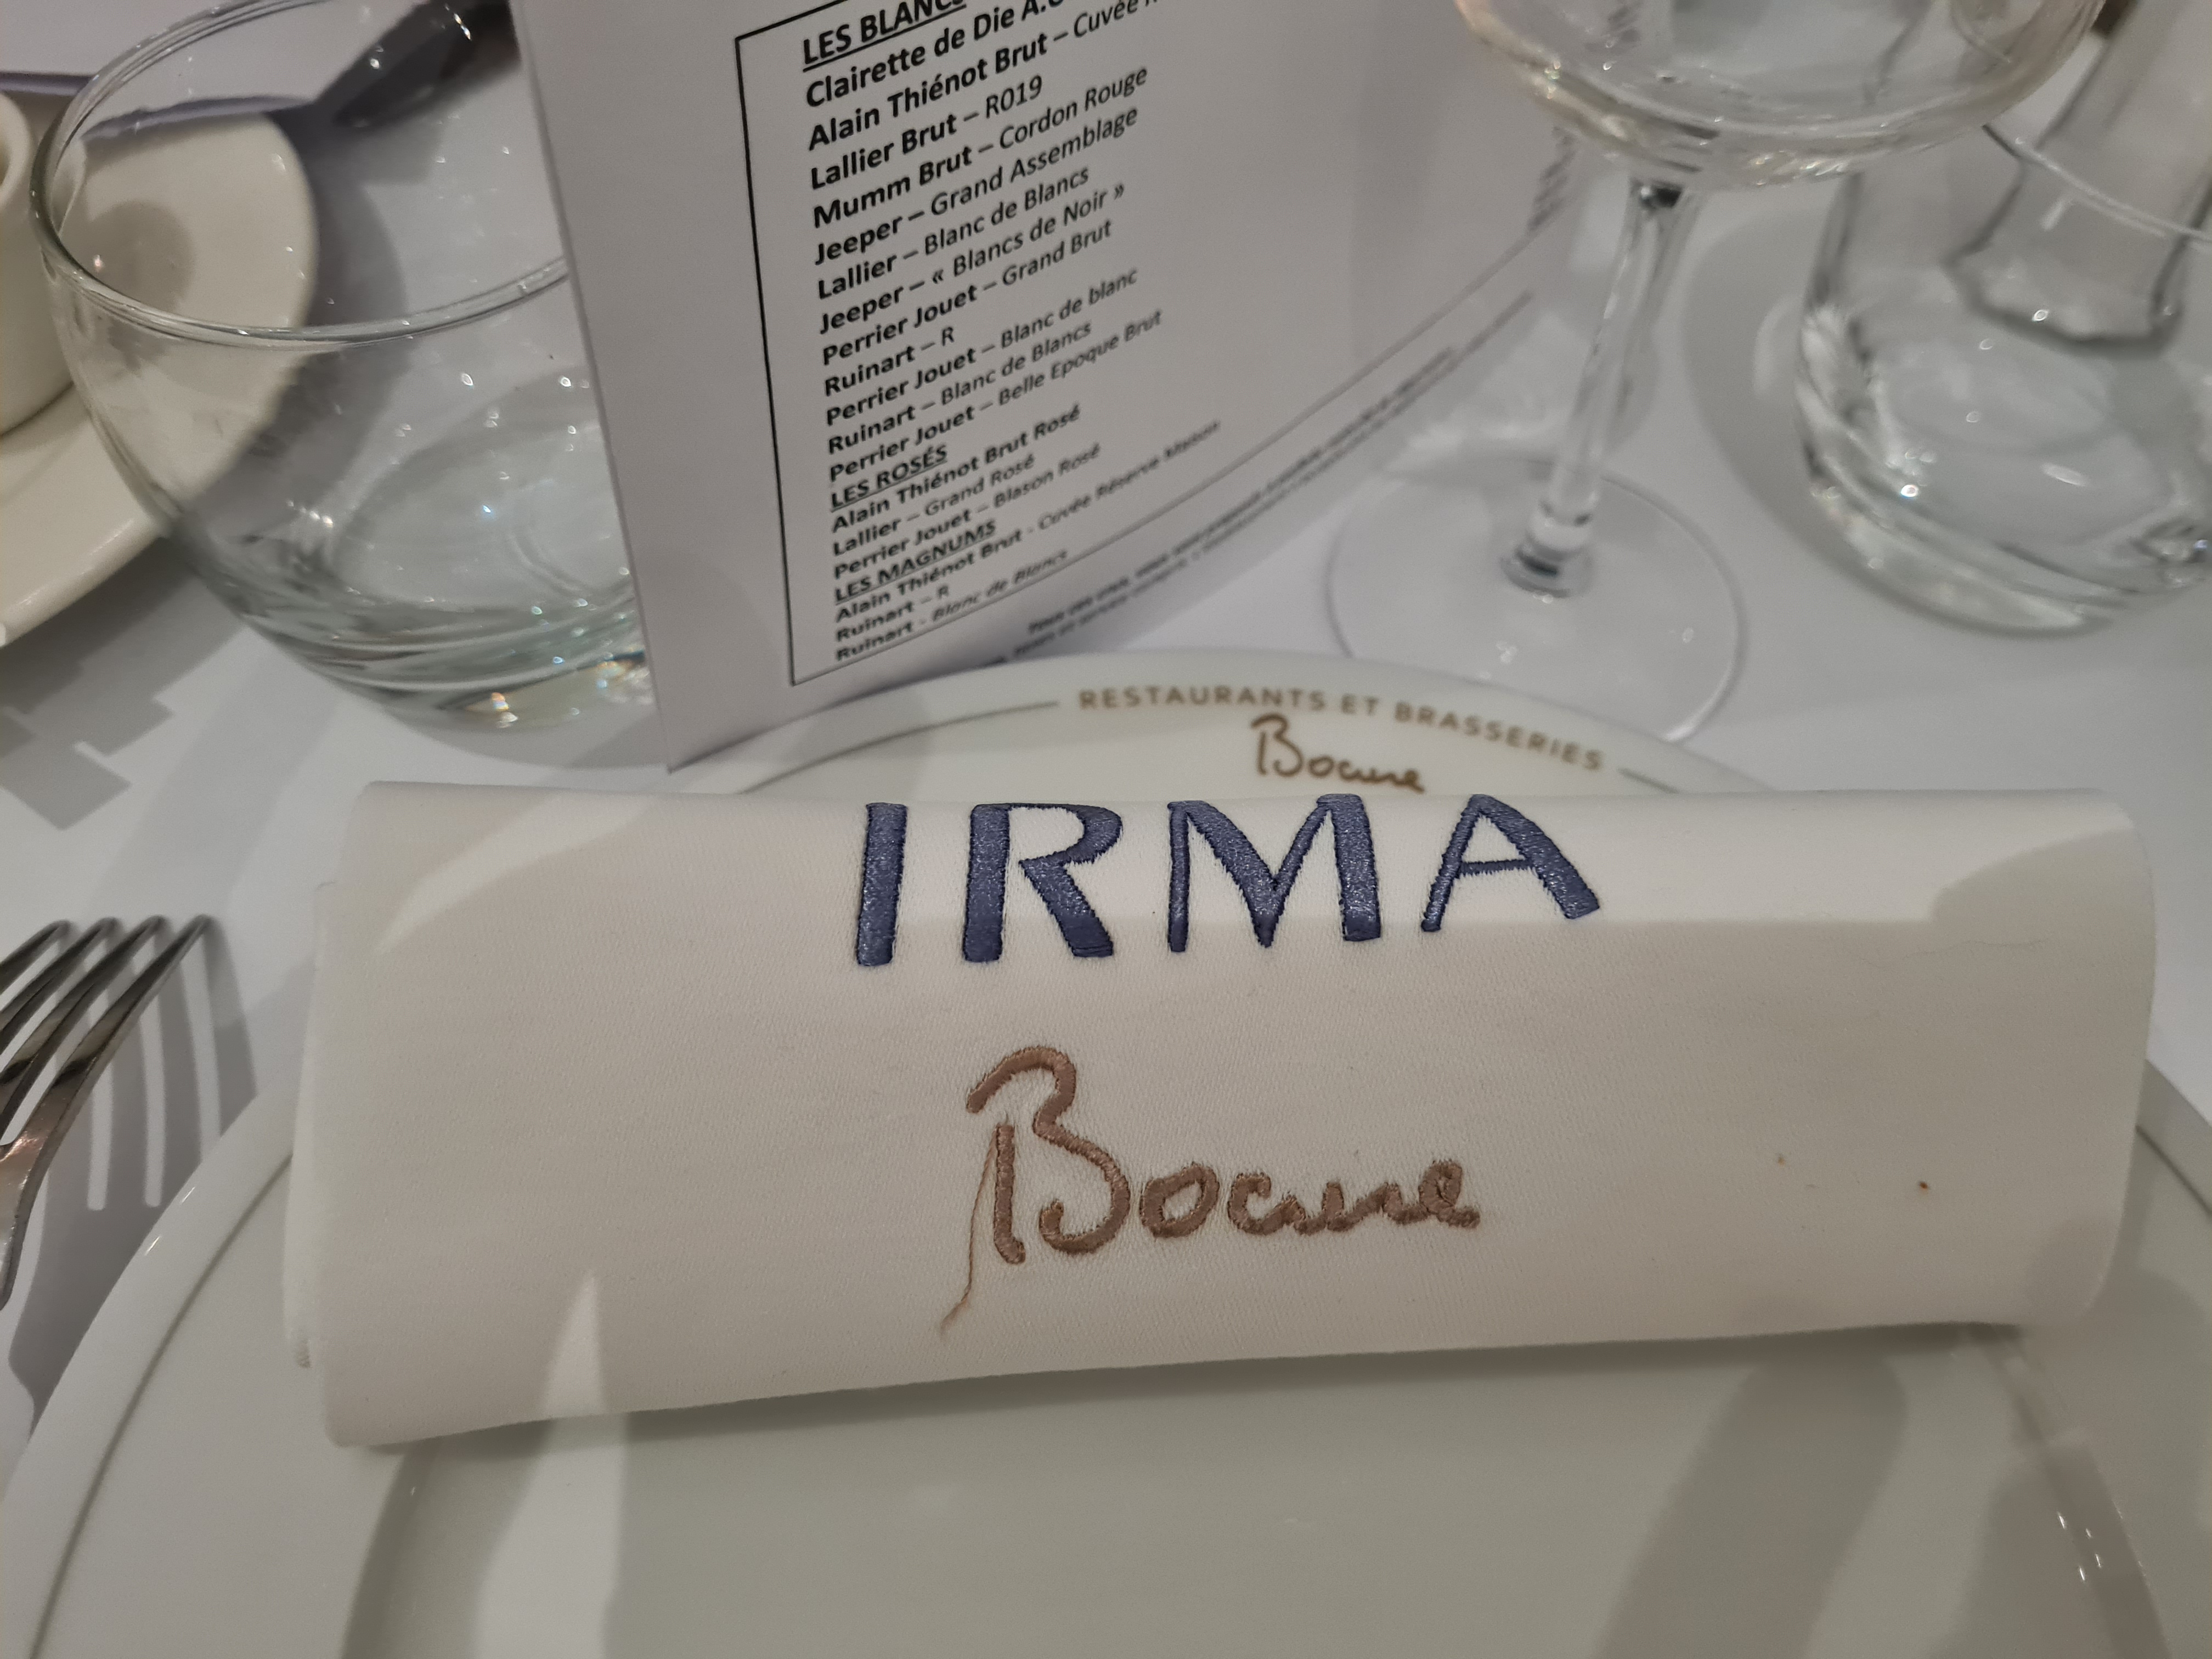 LES BLANCS
Clairette de Die
Alain Thiénot Brut – Cuvée
Lallier Brut – R019
Mumm Brut – Cordon Rouge
Jeeper – Grand Assemblage
Lallier – Blanc de Blancs
Jeeper – « Blancs de Noir »
Perrier Jouet – Grand Brut
Ruinart – R
Perrier Jouet – Blanc de blanc
Ruinart – Blanc de Blancs
Perrier Jouet – Belle Epoque Brut
LES ROSÉS
Alain Thiénot Brut Rosé
Lallier – Grand Rosé
Perrier Jouet – Blason Rosé
LES MAGNUMS
Alain Thiénot Brut - Cuvée Réserve Maison
Ruinart – R
Ruinart - Blanc de Blancs
RESTAURANTS ET BRASSERIES
Bocuse
IRMA
Bocuse